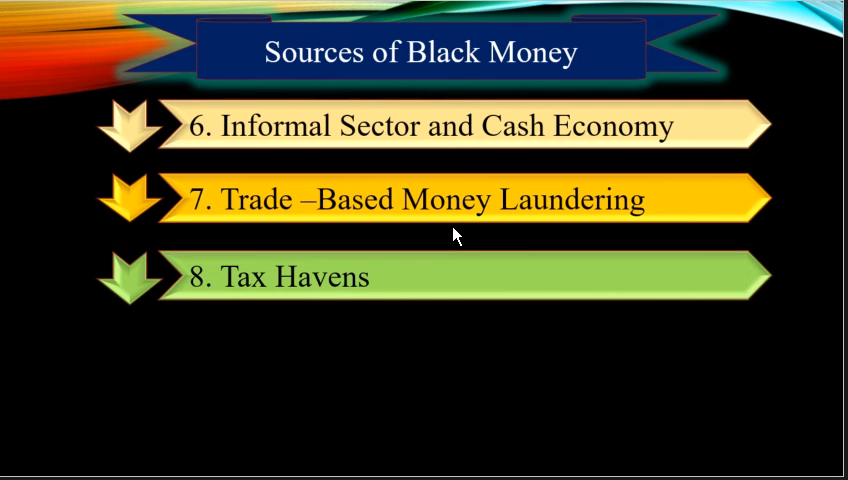 Sources of Black Money
6. Informal Sector and Cash Economy
7. Trade –Based Money Laundering
8. Tax Havens